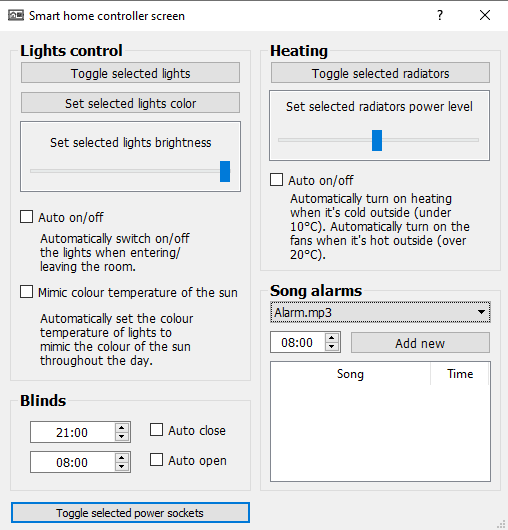 Smart home controller screen
?
Lights control
Toggle selected lights
Set selected lights color
Set selected lights brightness
Auto on/off
Automatically switch on/off
the lights when entering/
leaving the room.
Mimic colour temperature of the sun
Automatically set the colour
temperature of lights to
mimic the colour of the sun
throughout the day.
Blinds
21:00
Auto close
08:00
Auto open
Toggle selected power sockets
Heating
Toggle selected radiators
Set selected radiators power level
Auto on/off
Automatically turn on heating
when it's cold outside (under
10°C). Automatically turn on the
fans when it's hot outside (over
20°C).
Song alarms
Alarm.mp3
08:00
Add new
Song Time